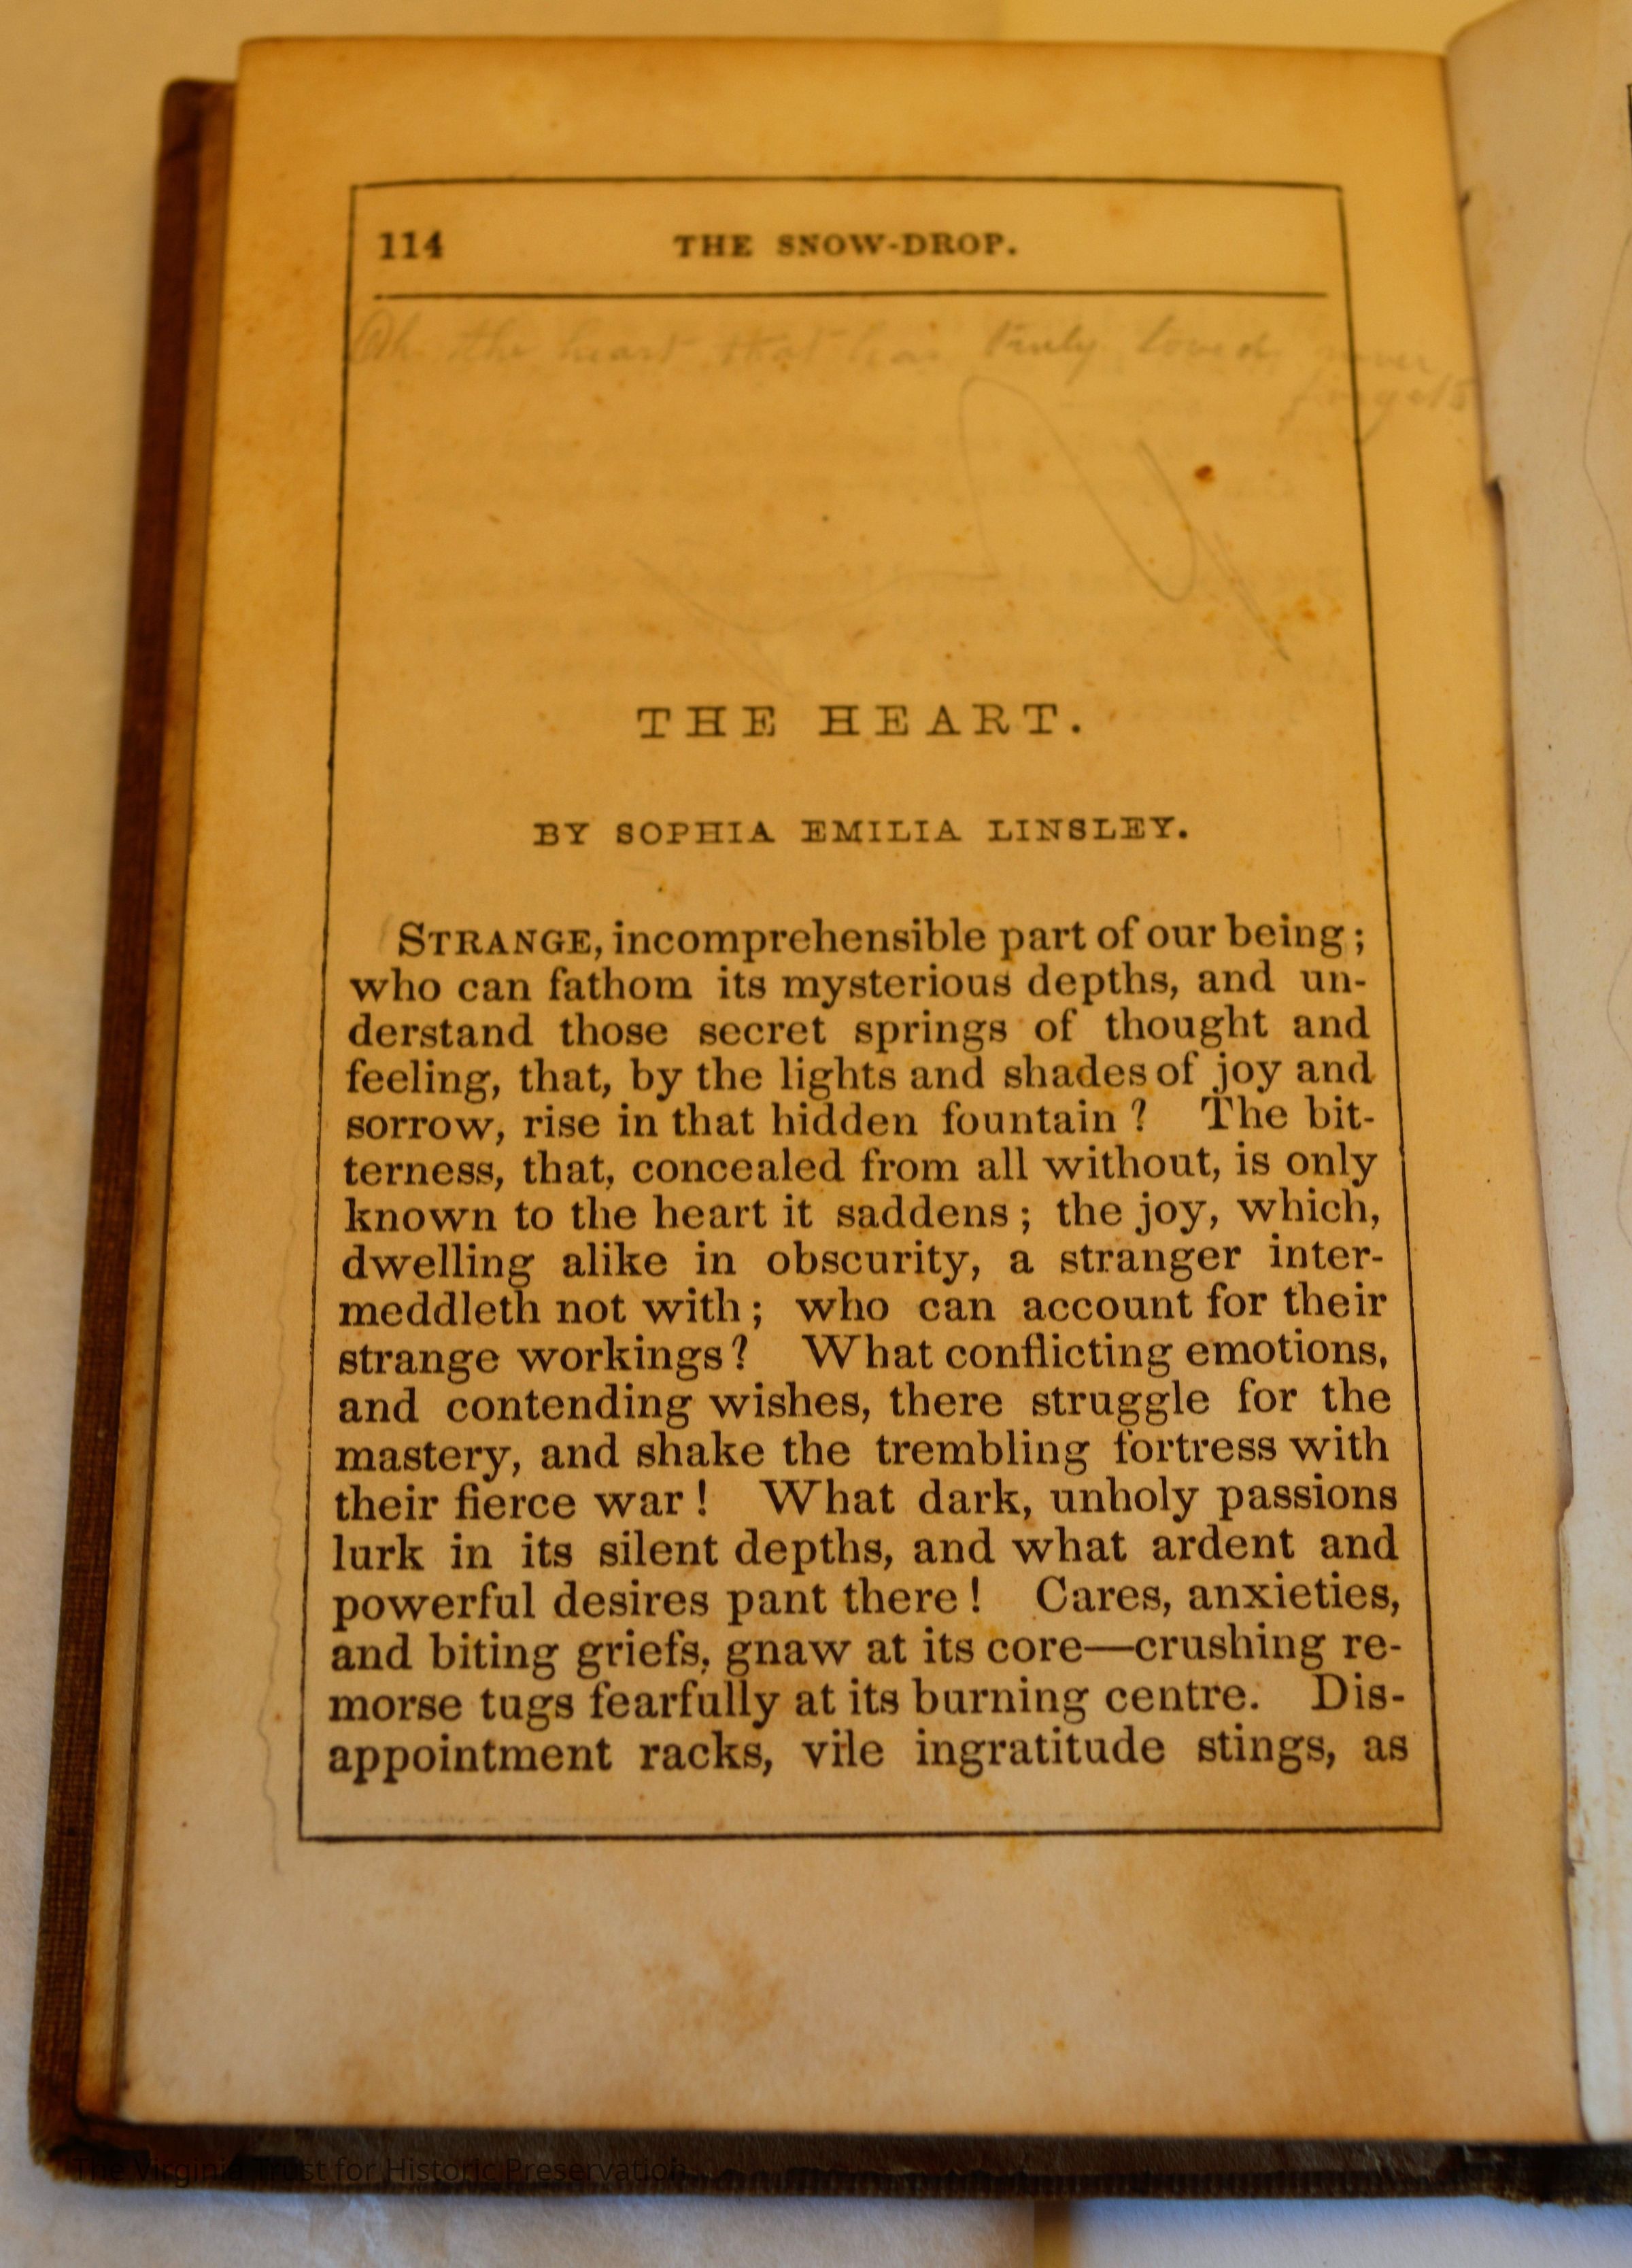 114 THE SNOW-DROP.
Oh the heart that has truly loved, never
forgets
THE HEART.
BY SOPHIA EMILIA LINSLEY.
STRANGE, incomprehensible part of our being;
who can fathom its mysterious depths, and un-
derstand those secret springs of thought and
feeling, that, by the lights and shades of joy and
sorrow, rise in that hidden fountain? The bit-
terness, that, concealed from all without, is only
known to the heart it saddens; the joy, which,
dwelling alike in obscurity, a stranger inter-
meddleth not with; who can account for their
strange workings? What conflicting emotions,
and contending wishes, there struggle for the
mastery, and shake the trembling fortress with
their fierce war! What dark, unholy passions
lurk in its silent depths, and what ardent and
powerful desires pant there! Cares, anxieties,
and biting griefs, gnaw at its core—crushing re-
morse tugs fearfully at its burning centre. Dis-
appointment racks, vile ingratitude stings, as
The Virginia Trust for Historic Preservation